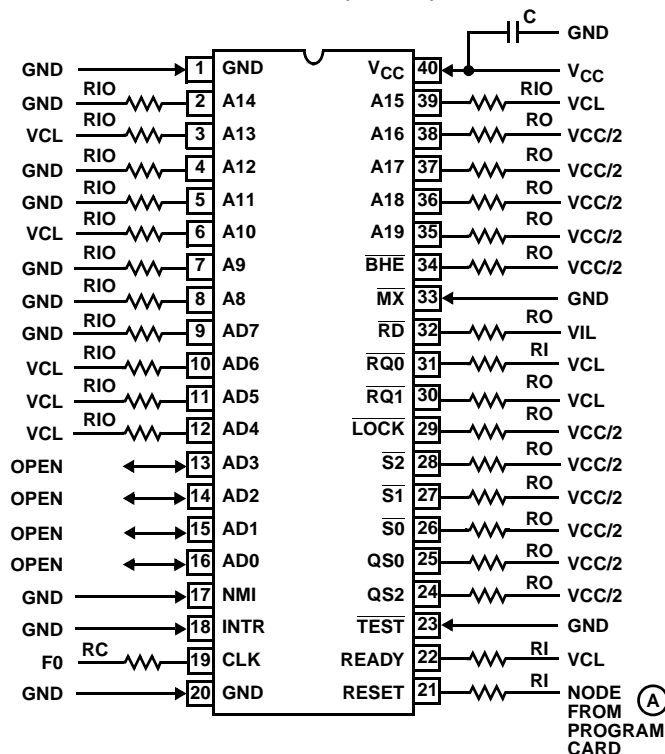 C
GND
GND 1 GND VCC 40 VCC
GND RIO 2 A14 A15 39 RIO VCL
VCL RIO 3 A13 A16 38 RO VCC/2
GND RIO 4 A12 A17 37 RO VCC/2
GND RIO 5 A11 A18 36 RO VCC/2
VCL RIO 6 A10 A19 35 RO VCC/2
GND RIO 7 A9 BHE 34 RO VCC/2
GND RIO 8 A8 MX 33 GND
GND RIO 9 AD7 RD 32 RO VIL
VCL RIO 10 AD6 RQ0 31 RI VCL
VCL RIO 11 AD5 RQ1 30 RO VCL
VCL RIO 12 AD4 LOCK 29 RO VCC/2
OPEN 13 AD3 S2 28 RO VCC/2
OPEN 14 AD2 S1 27 RO VCC/2
OPEN 15 AD1 S0 26 RO VCC/2
OPEN 16 AD0 QS0 25 RO VCC/2
GND 17 NMI QS2 24 RO VCC/2
GND 18 INTR TEST 23 GND
F0 RC 19 CLK READY 22 RI VCL
GND 20 GND RESET 21 RI NODE A
FROM
PROGRAM
CARD